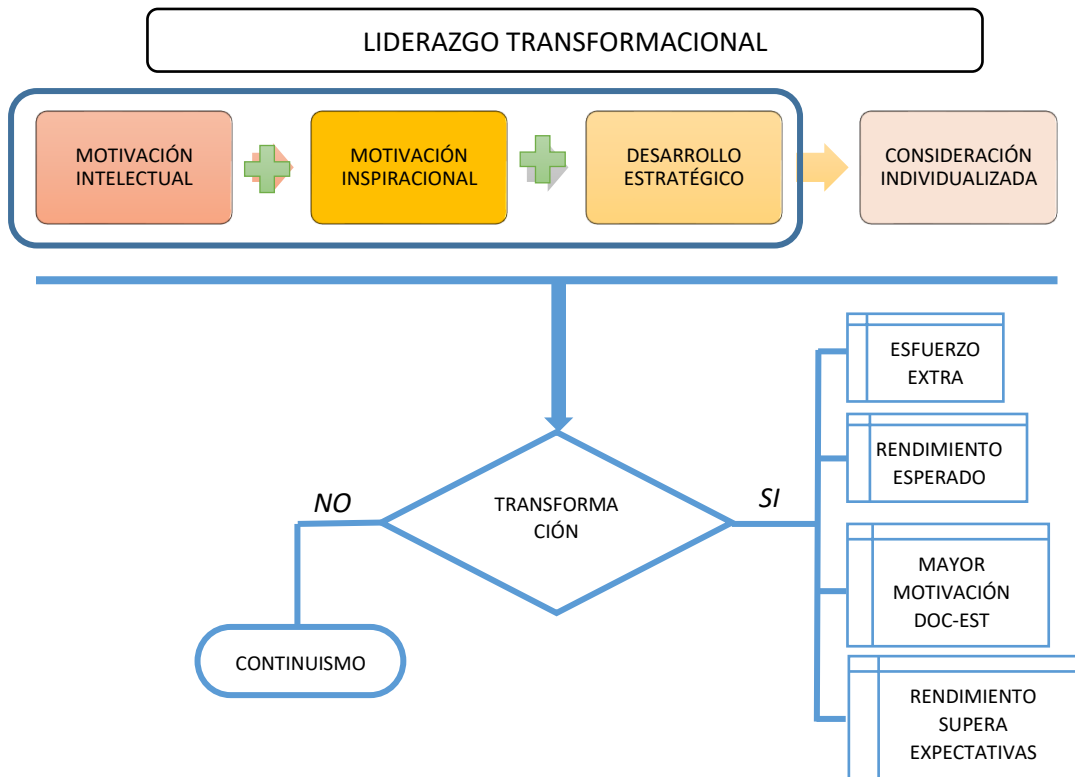 LIDERAZGO TRANSFORMACIONAL
MOTIVACIÓN
INTELECTUAL
MOTIVACIÓN
INSPIRACIONAL
DESARROLLO
ESTRATÉGICO
CONSIDERACIÓN
INDIVIDUALIZADA
ESFUERZO
EXTRA
RENDIMIENTO
ESPERADO
NO
TRANSFORMA
CIÓN
SI
MAYOR
MOTIVACIÓN
DOC-EST
CONTINUISMO
RENDIMIENTO
SUPERA
EXPECTATIVAS